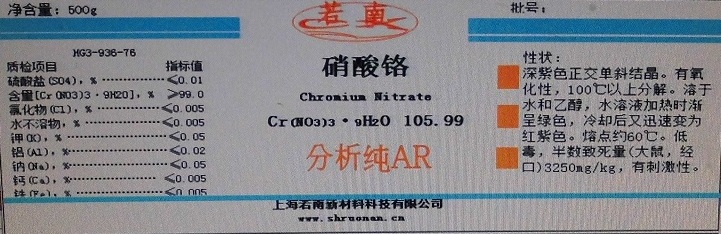 净含量：500g
批号：
若南
HG3-936-76
质检项目 指标值
硫酸盐(SO4)，% ≤0.01
含量[Cr(NO3)3·9H2O]，% ≥99.0
氯化物(Cl)，% ≤0.005
水不溶物，% ≤0.005
钾(K)，% ≤0.05
铝(Al)，% ≤0.02
钠(Na)，% ≤0.05
钙(Ca)，% ≤0.005
铁(Fe)，% ≤0.005
硝酸铬
Chromium Nitrate
Cr(NO3)3·9H2O 105.99
分析纯AR
性状：
深紫色正交单斜结晶。有氧
化性，100℃以上分解。溶于
水和乙醇，水溶液加热时渐
呈绿色，冷却后又迅速变为
红紫色。熔点约60℃。低
毒，半数致死量(大鼠，经
口)3250mg/kg，有刺激性。
上海若南新材料科技有限公司
www.shruonan.cn